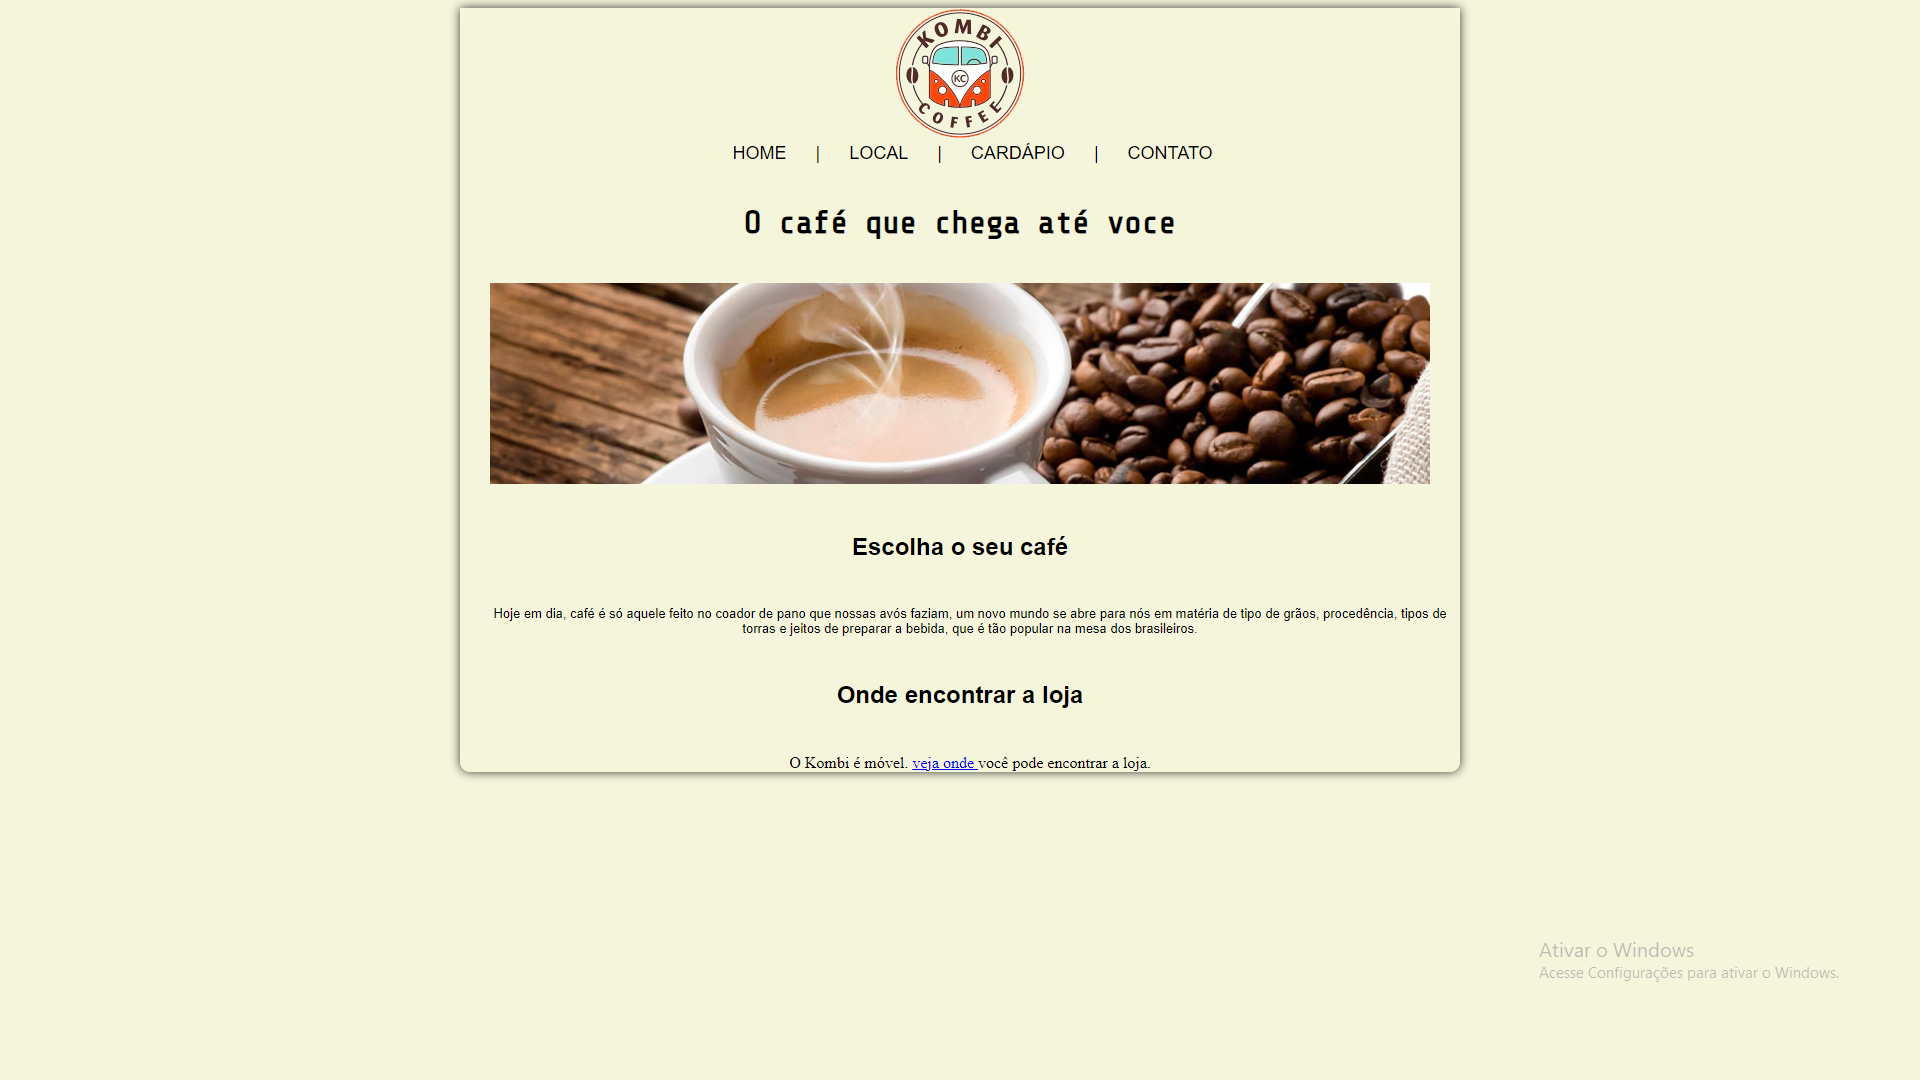 KOMBI
KC
COFFEE
HOME | LOCAL | CARDÁPIO | CONTATO
O café que chega até voce
Escolha o seu café
Hoje em dia, café é só aquele feito no coador de pano que nossas avós faziam, um novo mundo se abre para nós em matéria de tipo de grãos, procedência, tipos de
torras e jeitos de preparar a bebida, que é tão popular na mesa dos brasileiros.
Onde encontrar a loja
O Kombi é móvel. veja onde você pode encontrar a loja.
Ativar o Windows
Acesse Configurações para ativar o Windows.